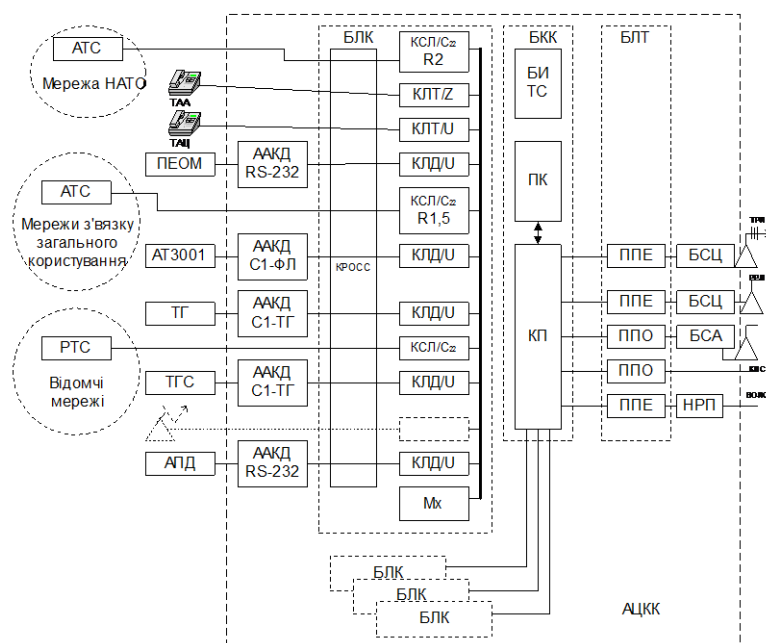 БЛК
БКК
БЛТ
АТС
Мережа НАТО
КСЛ/С₂₂
R2
БИ
ТС
ТАА
КЛТ/Z
ТАЦ
КЛТ/U
ПЕОМ
ААКД
RS-232
КЛД/U
ПК
АТС
Мережи з'вязку
загального
користування
КСЛ/С₂₂
R1,5
АТ3001
ААКД
С1-ФЛ
КРОСС
КЛД/U
КП
ППЕ
БСЦ
ТГ
ААКД
С1-ТГ
КЛД/U
ППЕ
БСЦ
РТС
Відомчі
мережі
КСЛ/С₂₂
ППО
БСА
ТГС
ААКД
С1-ТГ
КЛД/U
ППО
ППЕ
НРП
АПД
ААКД
RS-232
КЛД/U
Мх
БЛК
БЛК
БЛК
АЦКК